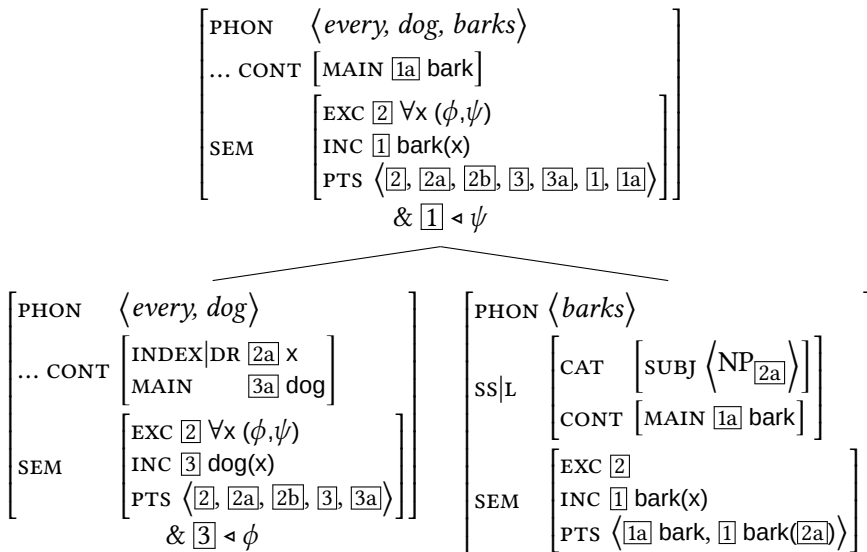 PHON ⟨every, dog, barks⟩
... CONT [MAIN 1a bark]
SEM [EXC 2 ∀x (ϕ,ψ)
INC 1 bark(x)
PTS ⟨2, 2a, 2b, 3, 3a, 1, 1a⟩]
& 1 ◃ ψ
PHON ⟨every, dog⟩
... CONT [INDEX|DR 2a x
MAIN 3a dog]
SEM [EXC 2 ∀x (ϕ,ψ)
INC 3 dog(x)
PTS ⟨2, 2a, 2b, 3, 3a⟩]
& 3 ◃ ϕ
PHON ⟨barks⟩
SS|L [CAT [SUBJ ⟨NP 2a⟩]
CONT [MAIN 1a bark]]
SEM [EXC 2
INC 1 bark(x)
PTS ⟨1a bark, 1 bark(2a)⟩]